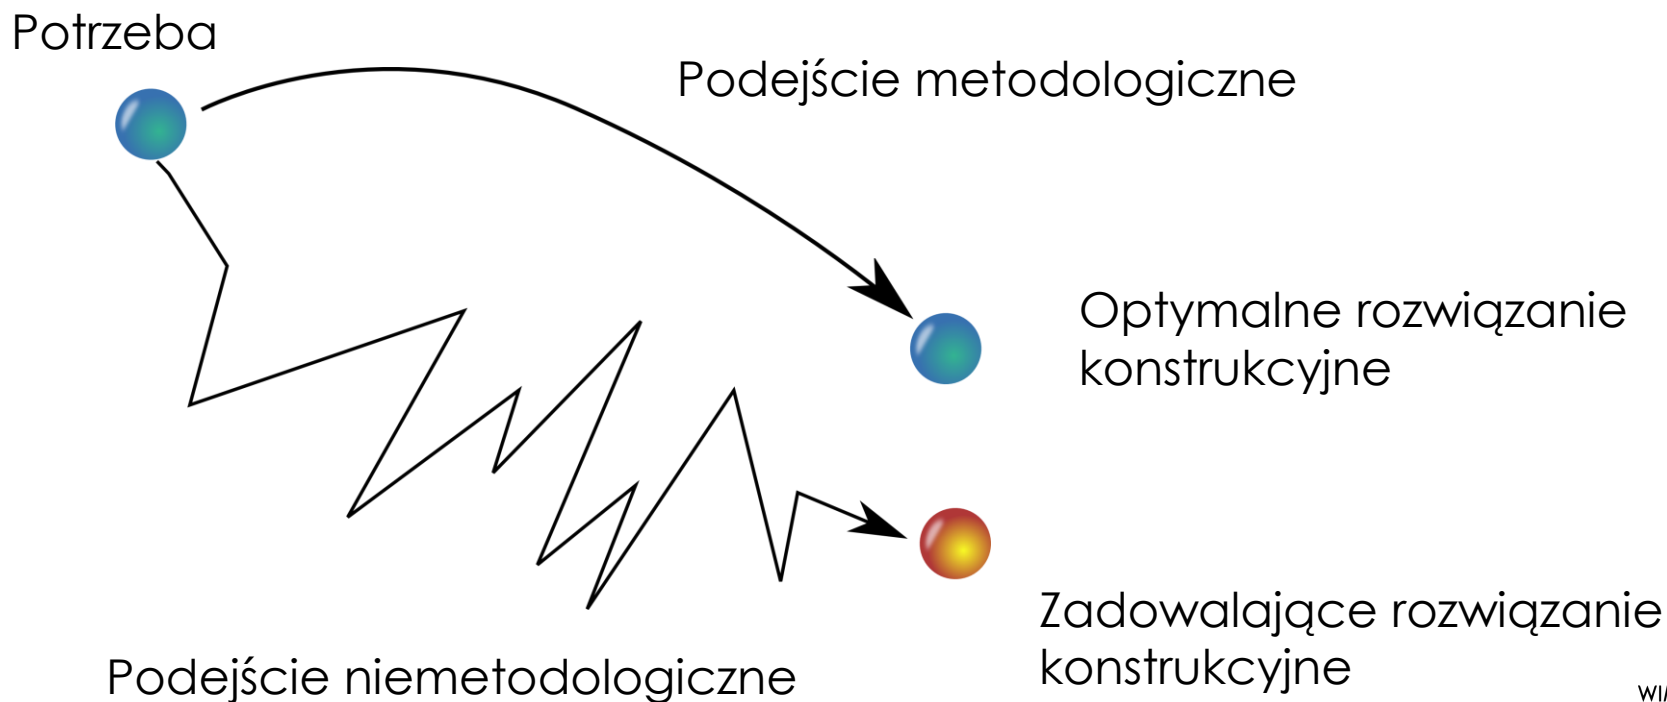 Potrzeba
Podejście metodologiczne
Optymalne rozwiązanie
konstrukcyjne
Zadowalające rozwiązanie
konstrukcyjne
Podejście niemetodologiczne